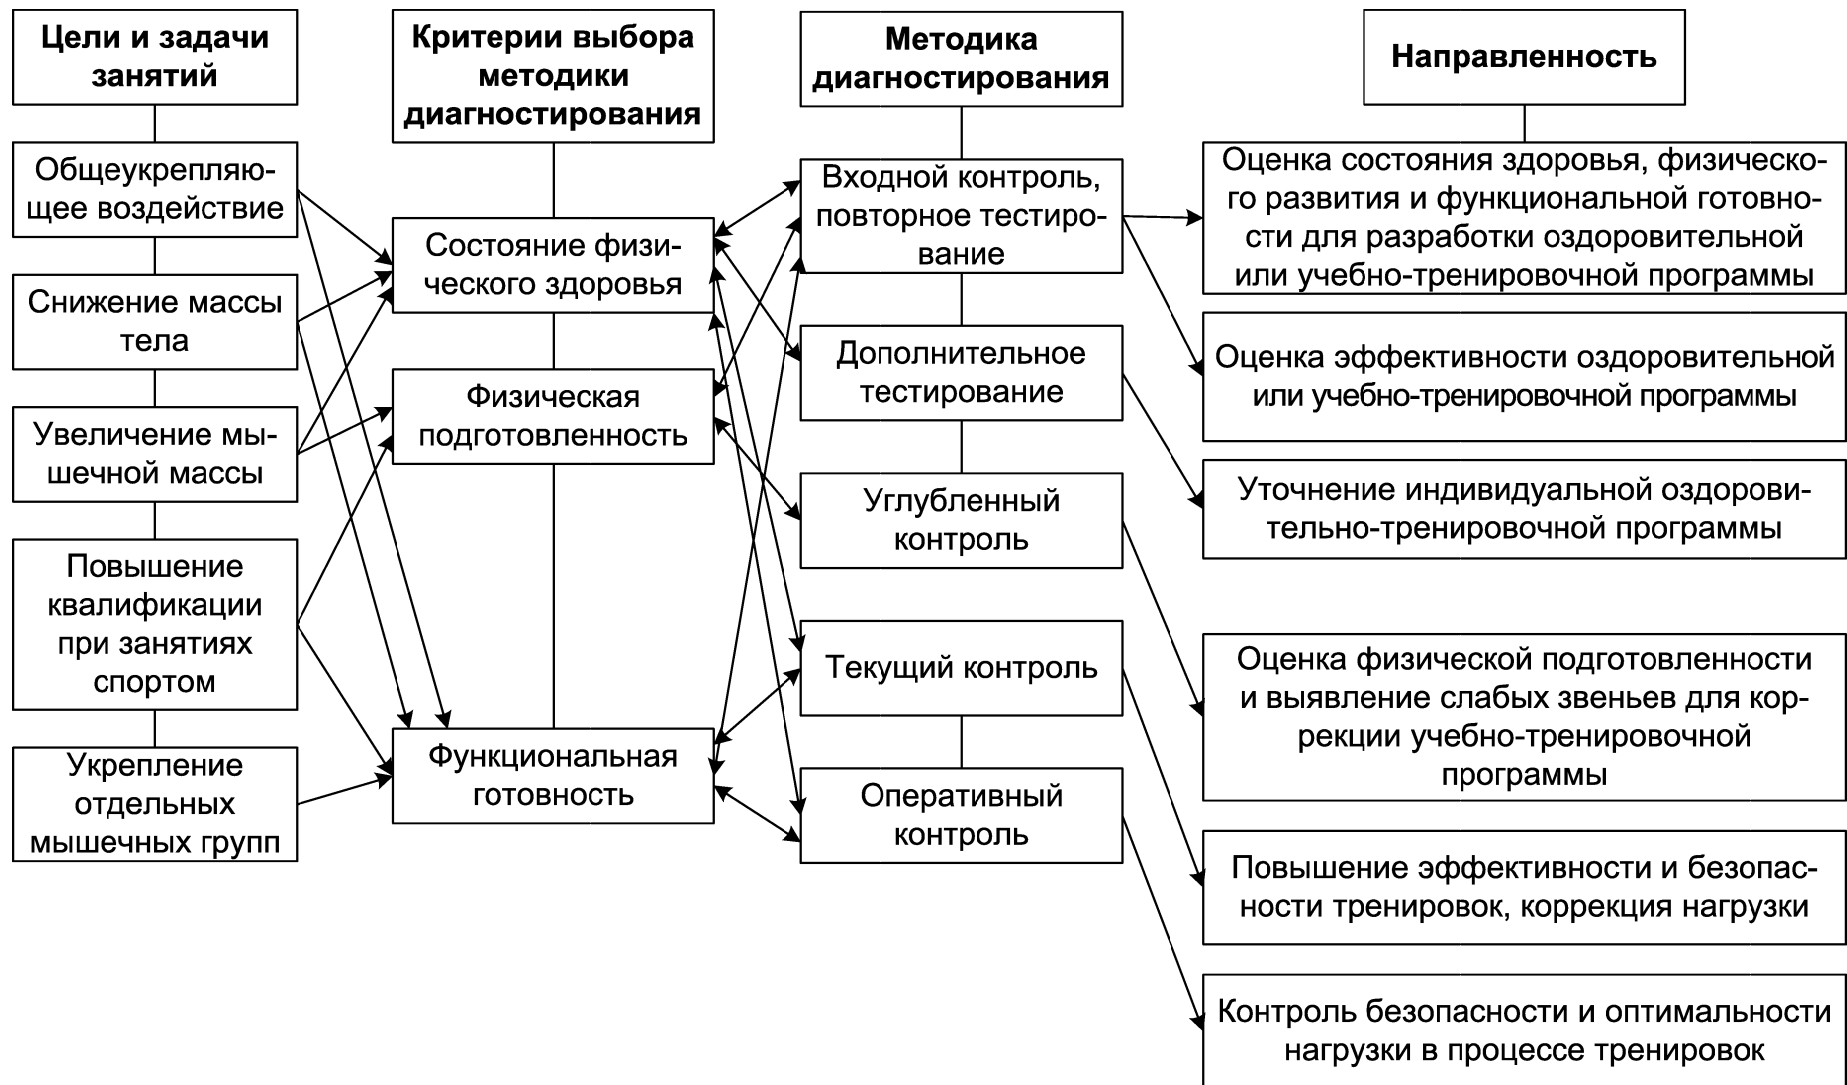 Цели и задачи
занятий
Общеукрепляю-
щее воздействие
Снижение массы
тела
Увеличение мы-
шечной массы
Повышение
квалификации
при занятиях
спортом
Укрепление
отдельных
мышечных групп
Критерии выбора
методики
диагностирования
Состояние физи-
ческого здоровья
Физическая
подготовленность
Функциональная
готовность
Методика
диагностирования
Входной контроль,
повторное тестиро-
вание
Дополнительное
тестирование
Углубленный
контроль
Текущий контроль
Оперативный
контроль
Направленность
Оценка состояния здоровья, физическо-
го развития и функциональной готовно-
сти для разработки оздоровительной
или учебно-тренировочной программы
Оценка эффективности оздоровительной
или учебно-тренировочной программы
Уточнение индивидуальной оздорови-
тельно-тренировочной программы
Оценка физической подготовленности
и выявление слабых звеньев для кор-
рекции учебно-тренировочной
программы
Повышение эффективности и безопас-
ности тренировок, коррекция нагрузки
Контроль безопасности и оптимальности
нагрузки в процессе тренировок